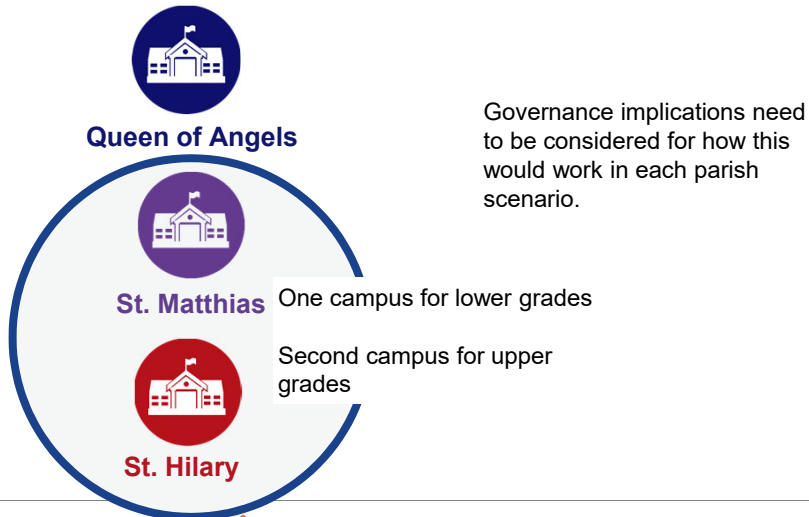 Queen of Angels
Governance implications need
to be considered for how this
would work in each parish
scenario.
St. Matthias
One campus for lower grades
Second campus for upper
grades
St. Hilary